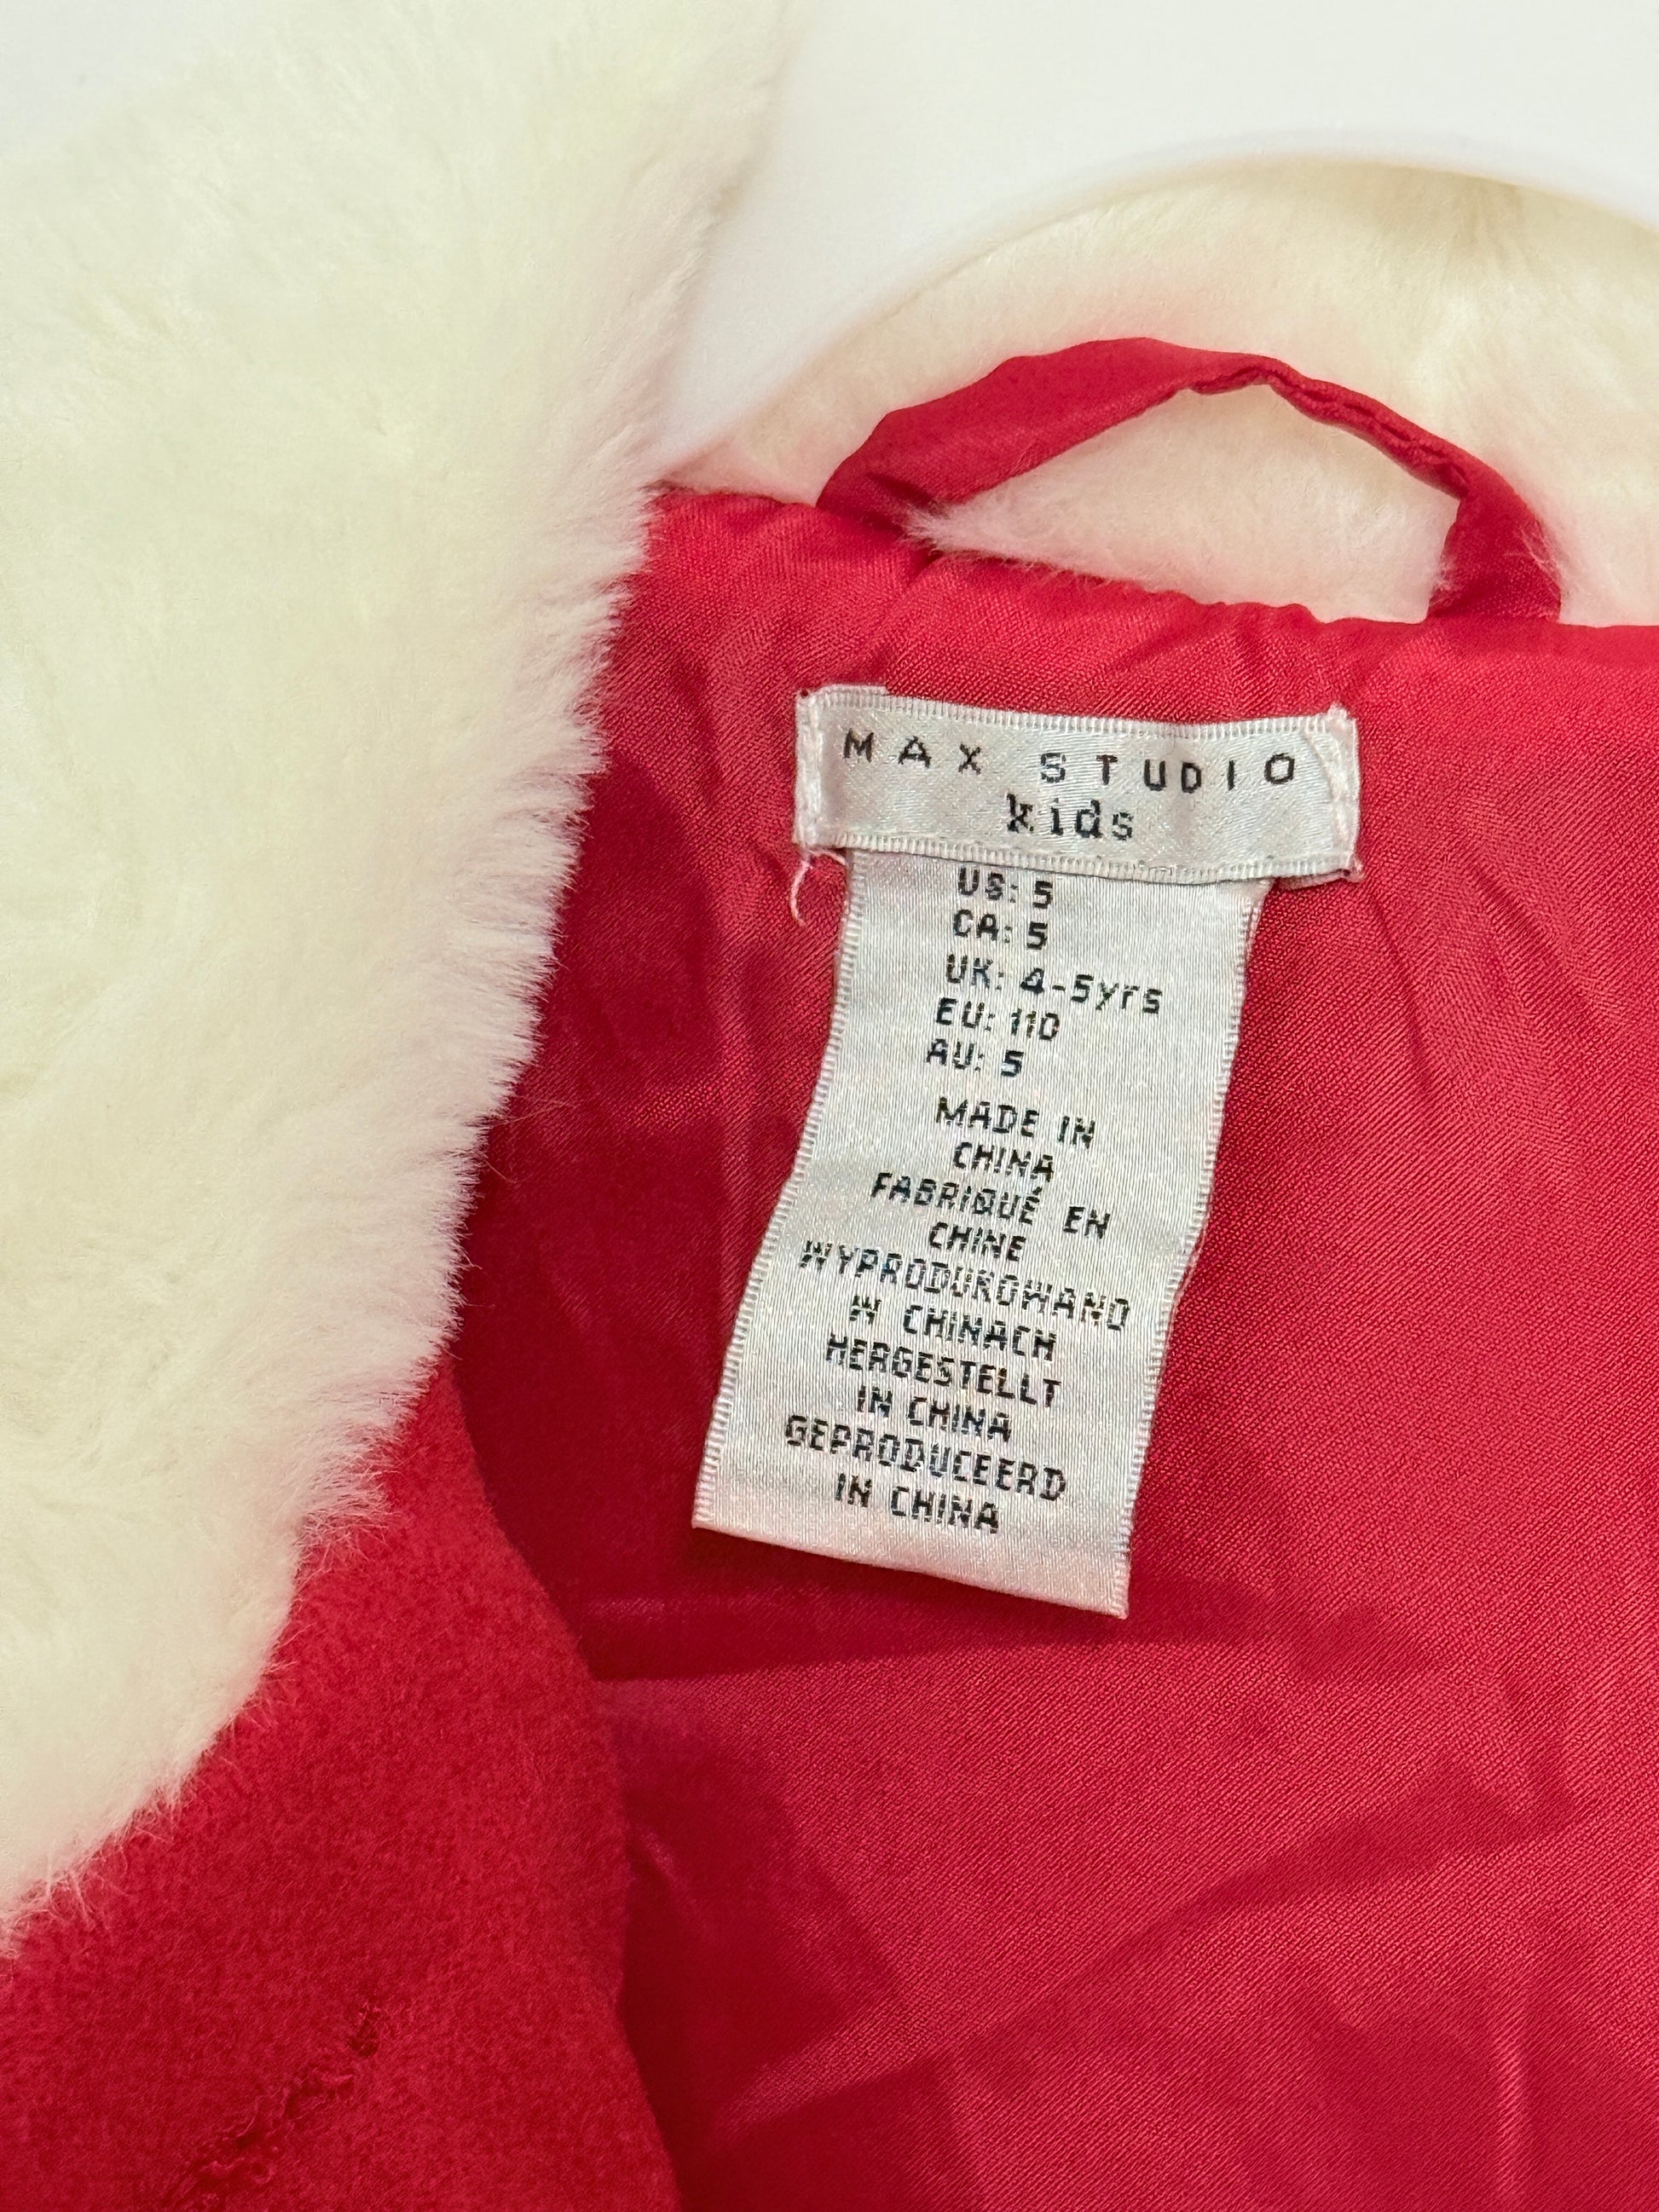 MAX STUDIO
kids
US: 5
CA: 5
UK: 4-5yrs
EU: 110
AU: 5
MADE IN
CHINA
FABRIQUÉ EN
CHINE
WYPRODUKOWANO
W CHINACH
HERGESTELLT
IN CHINA
GEPRODUCEERD
IN CHINA